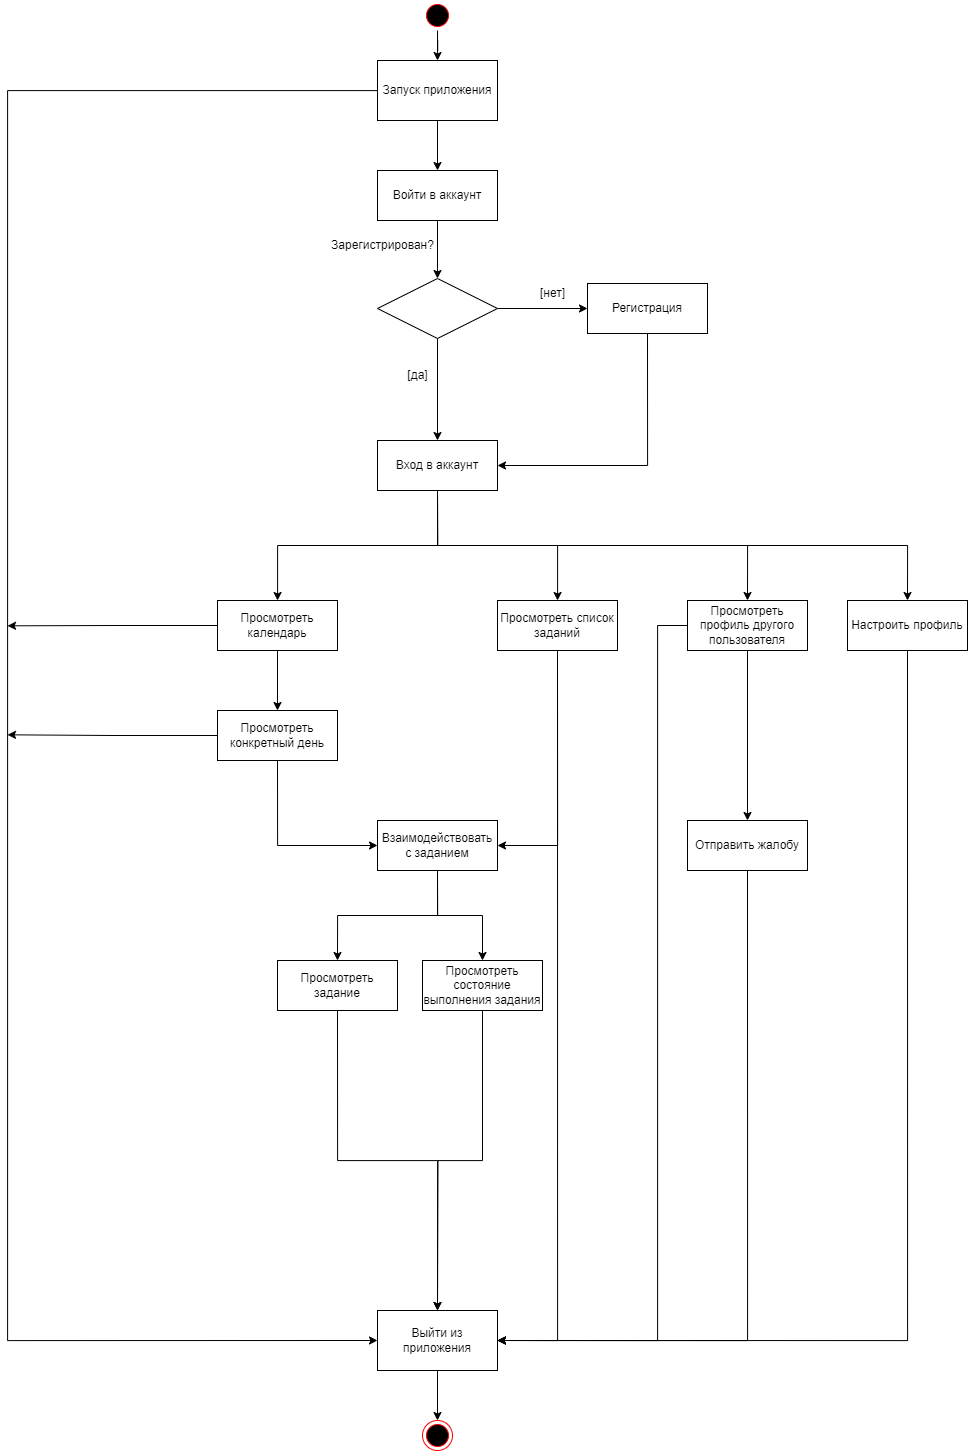 Запуск приложения
Войти в аккаунт
Зарегистрирован?
[нет]
Регистрация
[да]
Вход в аккаунт
Просмотреть
календарь
Просмотреть список
заданий
Просмотреть
профиль другого
пользователя
Настроить профиль
Просмотреть
конкретный день
Взаимодействовать
с заданием
Отправить жалобу
Просмотреть
задание
Просмотреть
состояние
выполнения задания
Выйти из
приложения